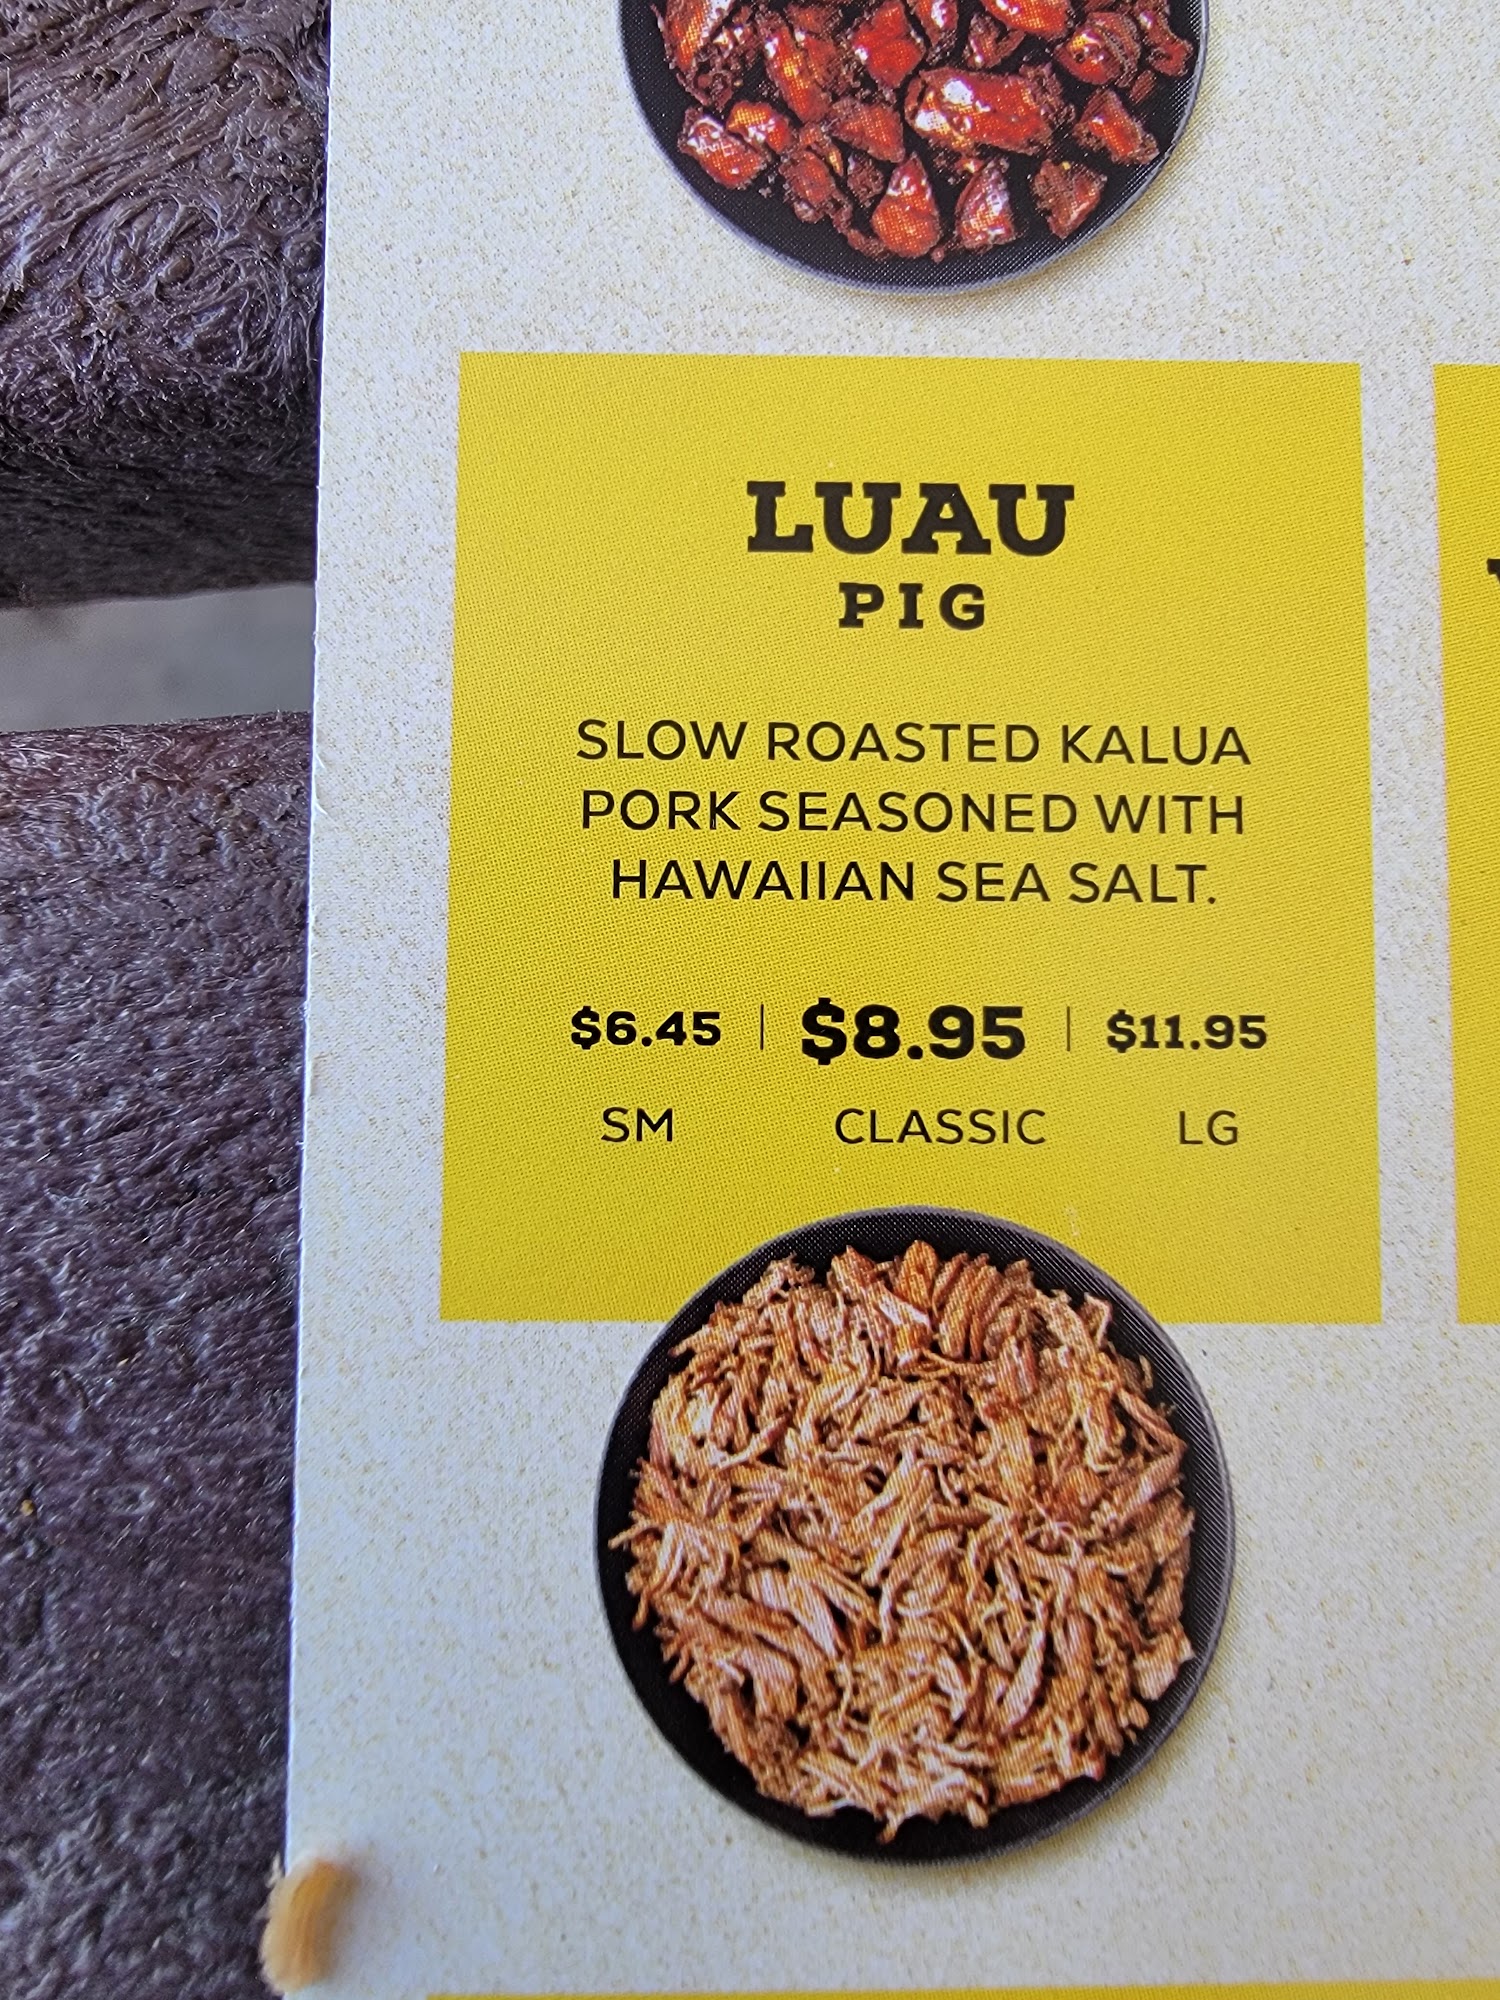 LUAU
PIG
SLOW ROASTED KALUA
PORK SEASONED WITH
HAWAIIAN SEA SALT.
$6.45 | $8.95 | $11.95
SM CLASSIC LG